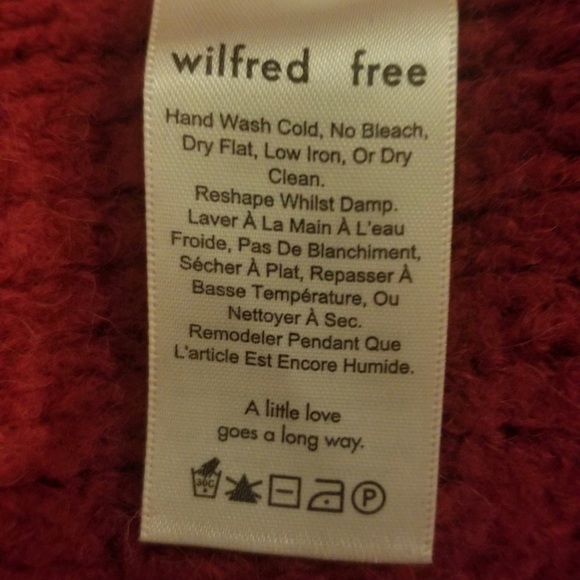 wilfred free
Hand Wash Cold, No Bleach,
Dry Flat, Low Iron, Or Dry
Clean.
Reshape Whilst Damp.
Laver À La Main À L'eau
Froide, Pas De Blanchiment,
Sécher À Plat, Repasser À
Basse Température, Ou
Nettoyer À Sec.
Remodeler Pendant Que
L'article Est Encore Humide.
A little love
goes a long way.
30C P